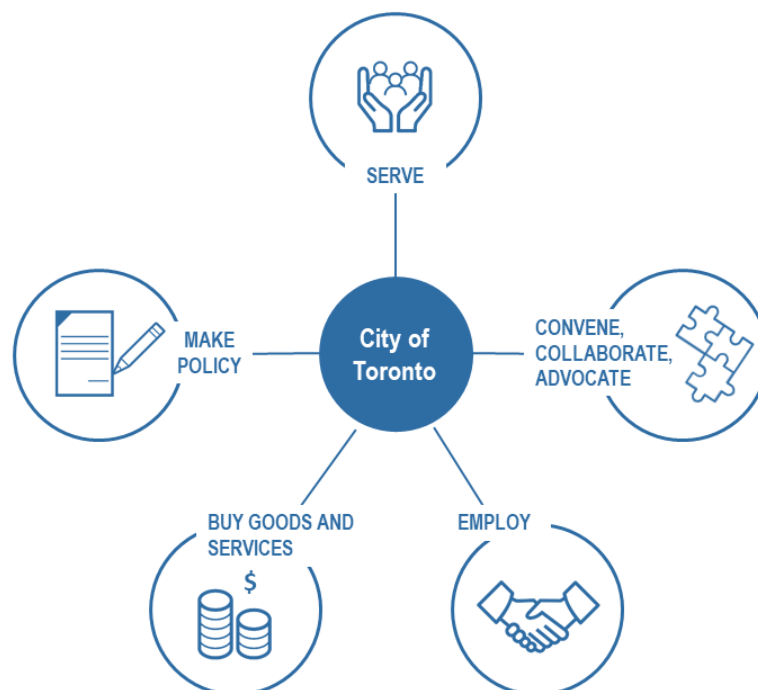 SERVE
City of
Toronto
CONVENE,
COLLABORATE,
ADVOCATE
MAKE
POLICY
BUY GOODS AND
SERVICES
$
EMPLOY